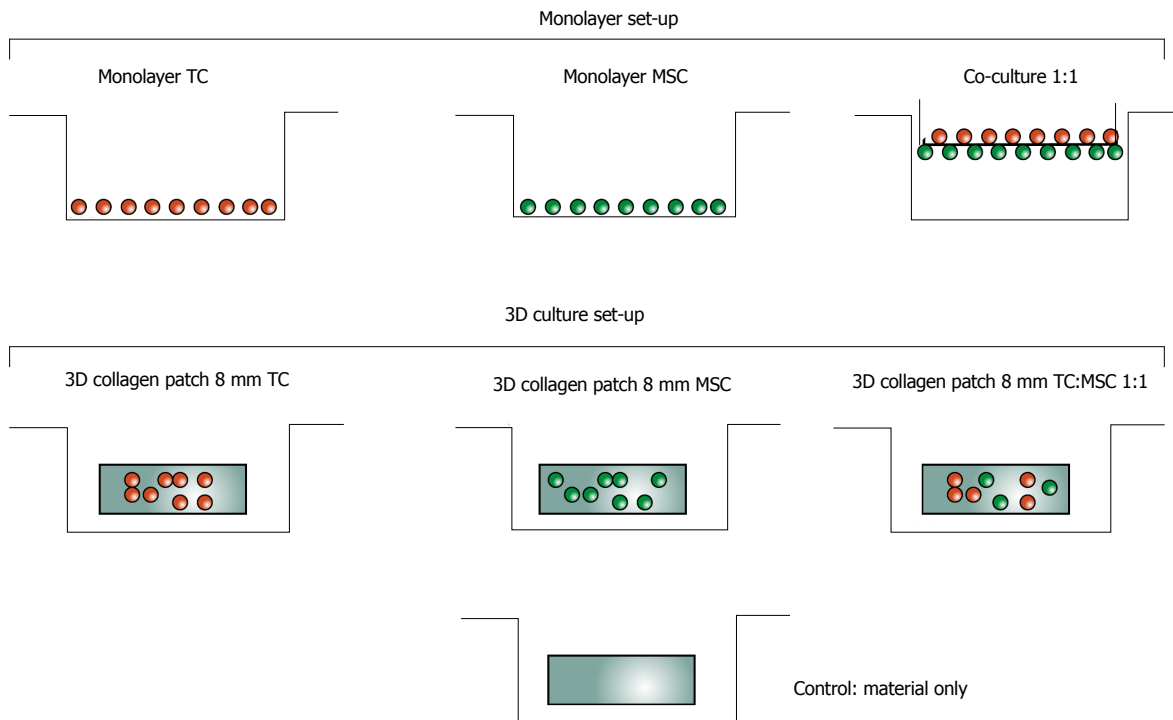 Monolayer set-up
Monolayer TC
Monolayer MSC
Co-culture 1:1
3D culture set-up
3D collagen patch 8 mm TC
3D collagen patch 8 mm MSC
3D collagen patch 8 mm TC:MSC 1:1
Control: material only